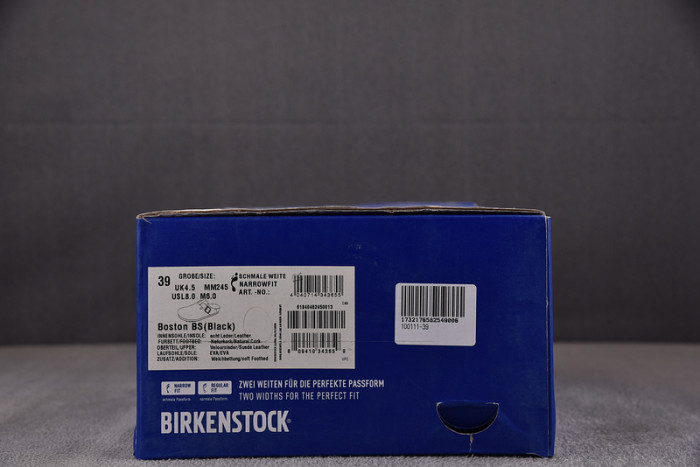 39
GROBE/SIZE:
UK4.5 MM245
USL8.0 M6.0
SCHMALE WEITE
NARROWFIT
ART. -NO.:
Boston BS(Black)
INNENSOHLE/INSOLE: echt Leder/Leather
FURBETT/FOOTBED: Naturkork/Natural Cork
OBERTEIL/UPPER: Veloursleder/Suede Leather
LAUFSOHLE/SOLE: EVA/EVA
ZUSATZ/ADDITION: Weichbettung/soft Footbed
1732176582549006
100111-39
NARROW FIT
REGULAR FIT
ZWEI WEITEN FÜR DIE PERFEKTE PASSFORM
TWO WIDTHS FOR THE PERFECT FIT
BIRKENSTOCK®